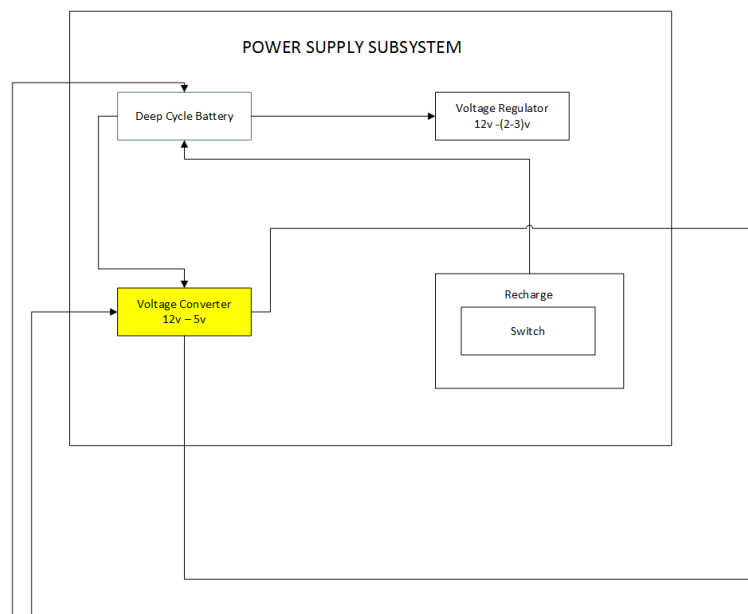 POWER SUPPLY SUBSYSTEM
Deep Cycle Battery
Voltage Regulator
12v -(2-3)v
Voltage Converter
12v – 5v
Recharge
Switch